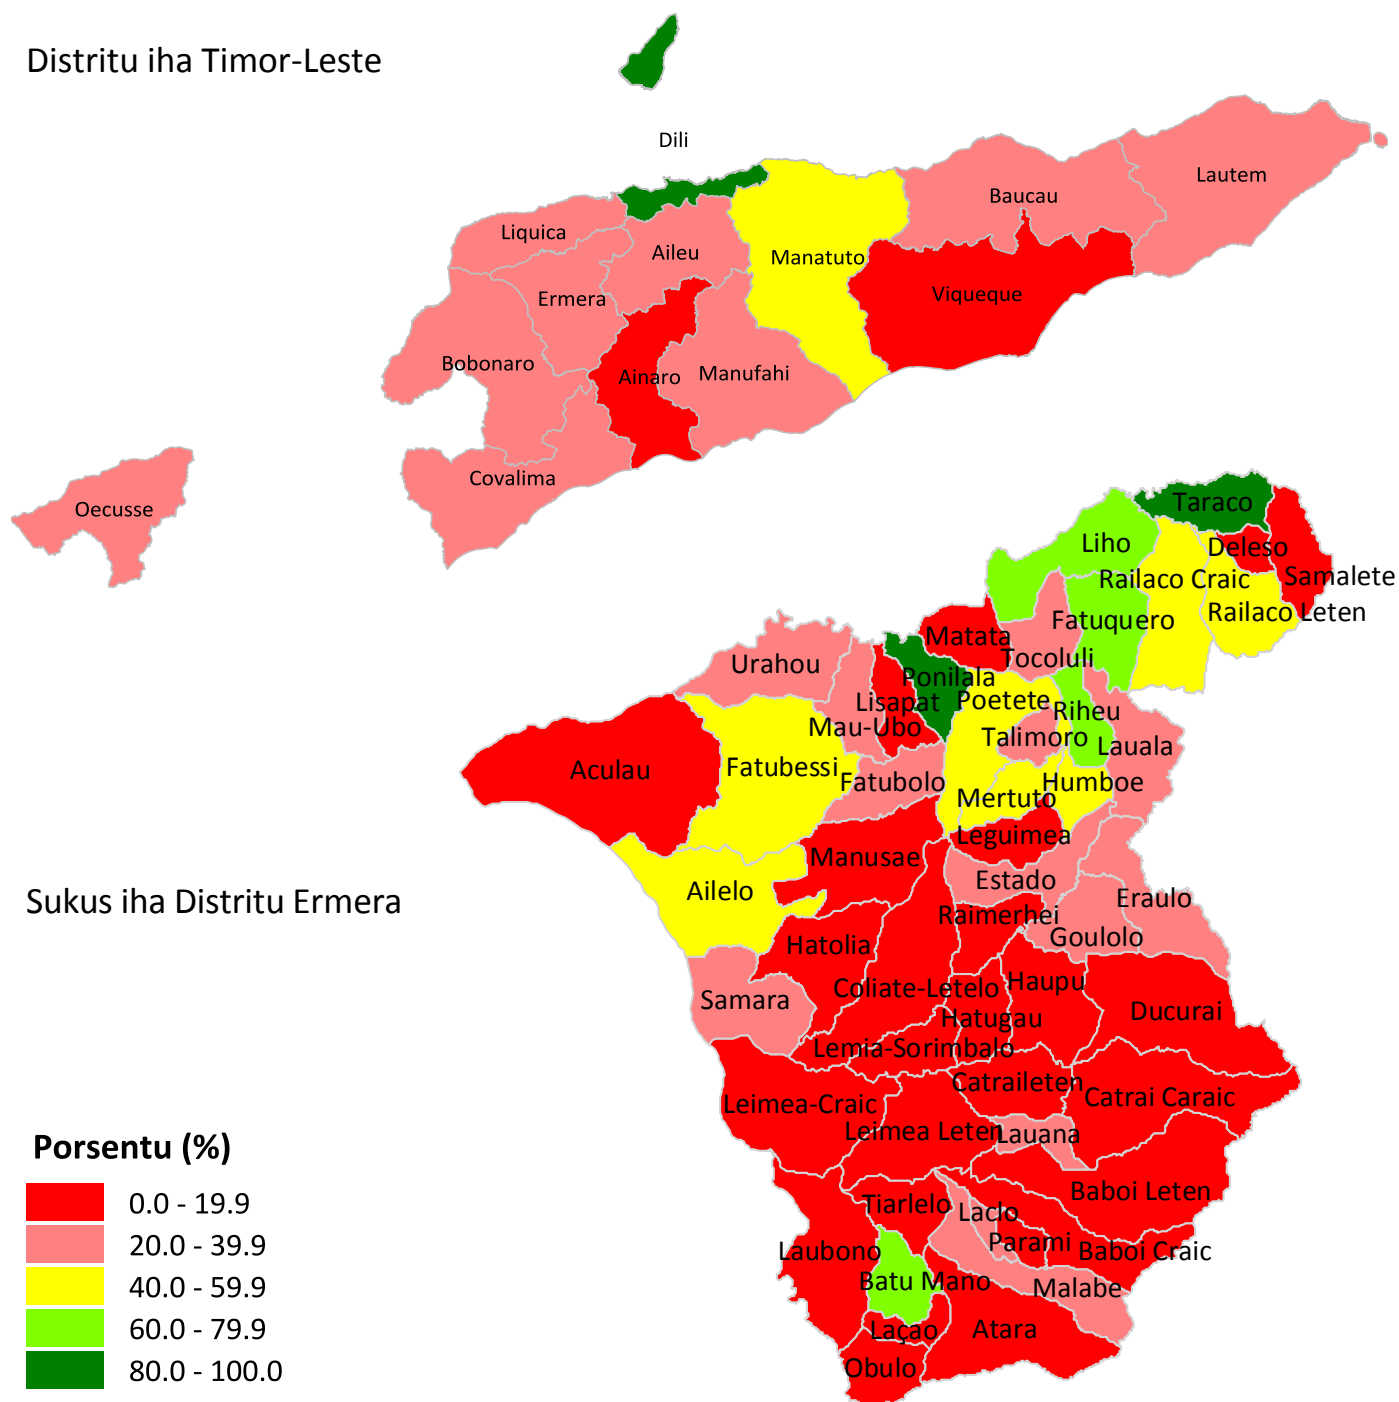 Distritu iha Timor-Leste
Dili
Lautem
Baucau
Liquica
Aileu
Manatuto
Viqueque
Ermera
Bobonaro
Ainaro
Manufahi
Covalima
Oecusse
Taraco
Liho
Deleso
Railaco Craic
Samalete
Railaco Leten
Fatuquero
Matata
Tocoluli
Urahou
Ponilala
Lisapat
Poetete
Riheu
Mau-Ubo
Talimoro
Lauala
Aculau
Fatubessi
Fatubolo
Humboe
Mertuto
Leguimea
Manusae
Estado
Ailelo
Eraulo
Sukus iha Distritu Ermera
Raimerhei
Goulolo
Hatolia
Haupu
Coliate-Letelo
Samara
Ducurai
Hatugau
Lemia-Sorimbalo
Catraileten
Catrai Caraic
Leimea-Craic
Leimea Leten
Lauana
Porsentu (%)
Baboi Leten
0.0 - 19.9
Tiarlelo
Laclo
20.0 - 39.9
Parami
Laubono
Baboi Craic
Batu Mano
40.0 - 59.9
Malabe
60.0 - 79.9
Laçao
Atara
80.0 - 100.0
Obulo